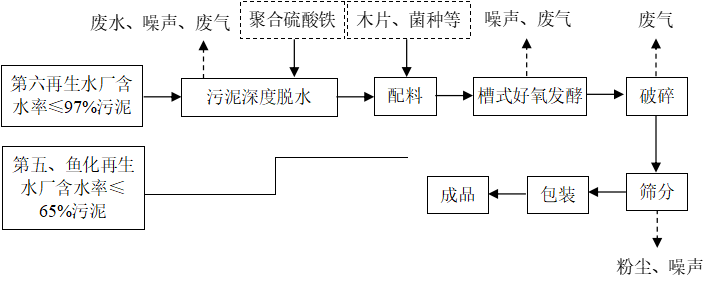 废水、噪声、废气
聚合硫酸铁
木片、菌种等
噪声、废气
废气
第六再生水厂含
水率≤97%污泥
污泥深度脱水
配料
槽式好氧发酵
破碎
第五、鱼化再生
水厂含水率≤
65%污泥
成品
包装
筛分
粉尘、噪声